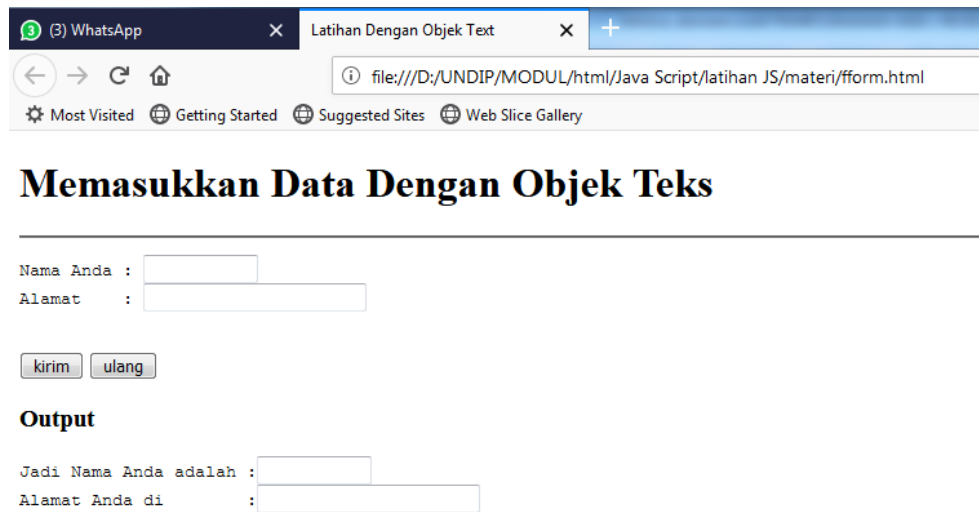 3 (3) WhatsApp Latihan Dengan Objek Text
file:///D:/UNDIP/MODUL/html/Java Script/latihan JS/materi/fform.html
Most Visited Getting Started Suggested Sites Web Slice Gallery
Memasukkan Data Dengan Objek Teks
Nama Anda :
Alamat :
kirim ulang
Output
Jadi Nama Anda adalah :
Alamat Anda di :